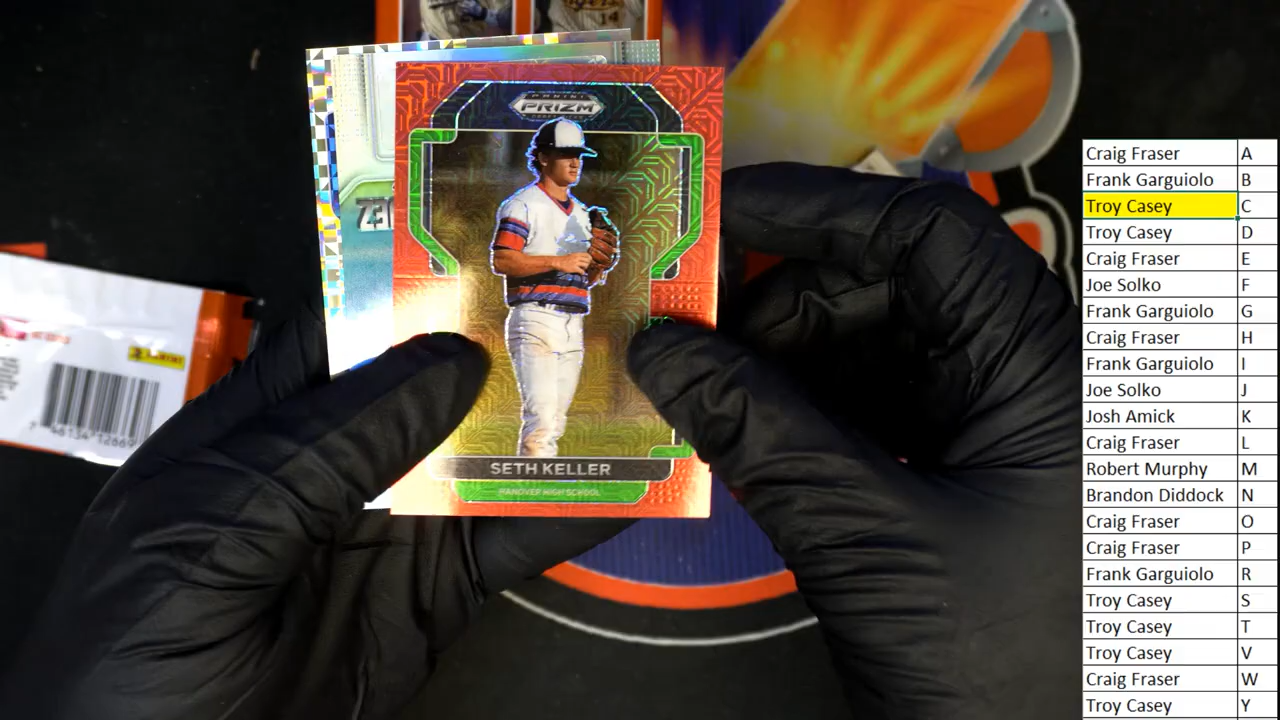 14
PANINI
PRIZM
SETH KELLER
HANOVER HIGH SCHOOL
PANINI
Craig Fraser A
Frank Garguiolo B
Troy Casey C
Troy Casey D
Craig Fraser E
Joe Solko F
Frank Garguiolo G
Craig Fraser H
Frank Garguiolo I
Joe Solko J
Josh Amick K
Craig Fraser L
Robert Murphy M
Brandon Diddock N
Craig Fraser O
Craig Fraser P
Frank Garguiolo R
Troy Casey S
Troy Casey T
Troy Casey V
Craig Fraser W
Troy Casey Y